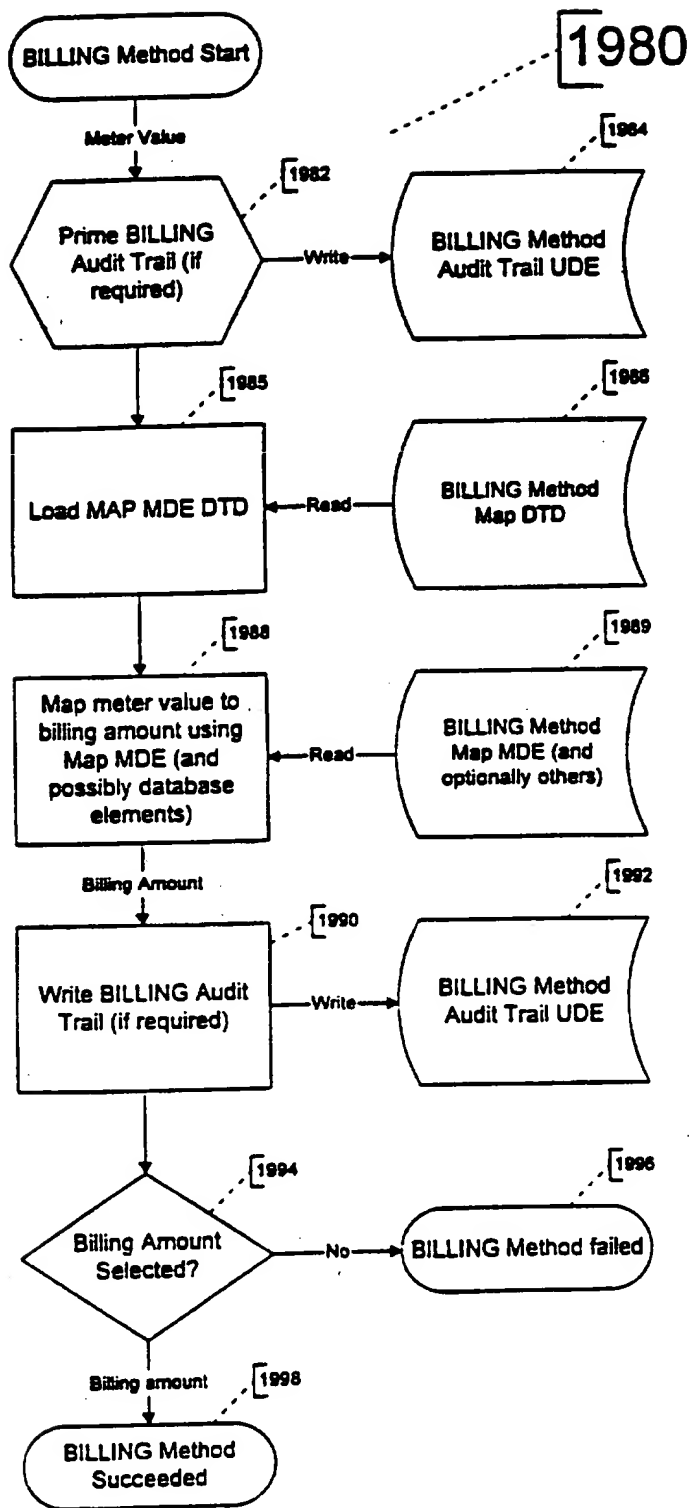 BILLING Method Start
1980
Meter Value
1982
1984
Prime BILLING
Audit Trail (if
required)
Write
BILLING Method
Audit Trail UDE
1985
1986
Load MAP MDE DTD
Read
BILLING Method
Map DTD
1988
1989
Map meter value to
billing amount using
Map MDE (and
possibly database
elements)
Read
BILLING Method
Map MDE (and
optionally others)
Billing Amount
1990
1992
Write BILLING Audit
Trail (if required)
Write
BILLING Method
Audit Trail UDE
1994
1996
Billing Amount
Selected?
No
BILLING Method failed
Billing amount
1998
BILLING Method
Succeeded